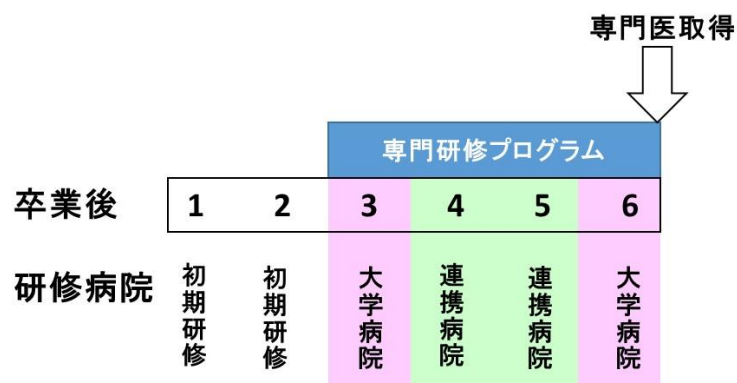 専門医取得
専門研修プログラム
卒業後 1 2 3 4 5 6
研修病院 初期研修 初期研修 大学病院 連携病院 連携病院 大学病院